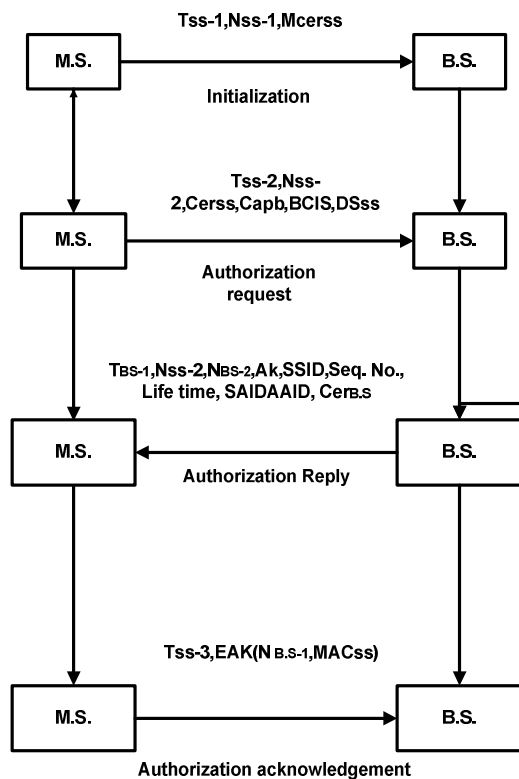 Tss-1,Nss-1,Mcerss
M.S.
B.S.
Initialization
Tss-2,Nss-
2,Cerss,Capb,BCIS,DSss
M.S.
B.S.
Authorization
request
TBS-1,Nss-2,NBS-2,Ak,SSID,Seq. No.,
Life time, SAIDAAID, CerB.S
M.S.
B.S.
Authorization Reply
Tss-3,EAK(N B.S-1,MACss)
M.S.
B.S.
Authorization acknowledgement